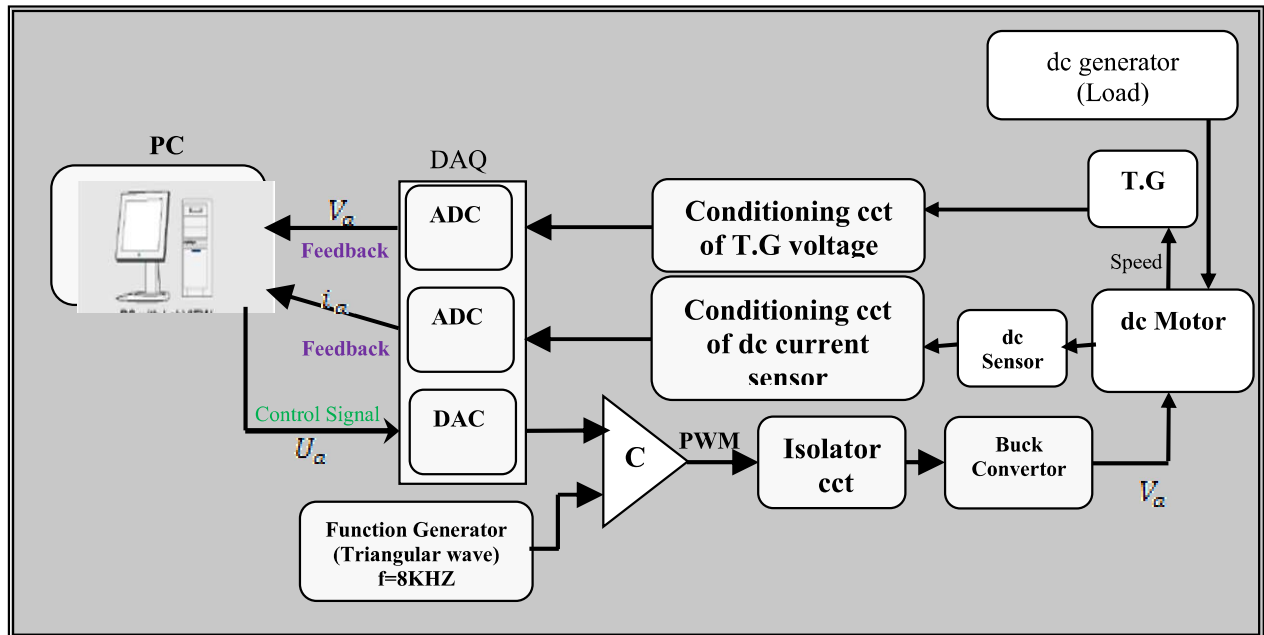 dc generator
(Load)
PC
DAQ
T.G
ADC
Conditioning cct
of T.G voltage
Va
Feedback
Speed
ADC
Conditioning cct
of dc current
sensor
dc
Sensor
dc Motor
ia
Feedback
DAC
Control Signal
Ua
C
PWM
Isolator
cct
Buck
Convertor
Va
Function Generator
(Triangular wave)
f=8KHZ